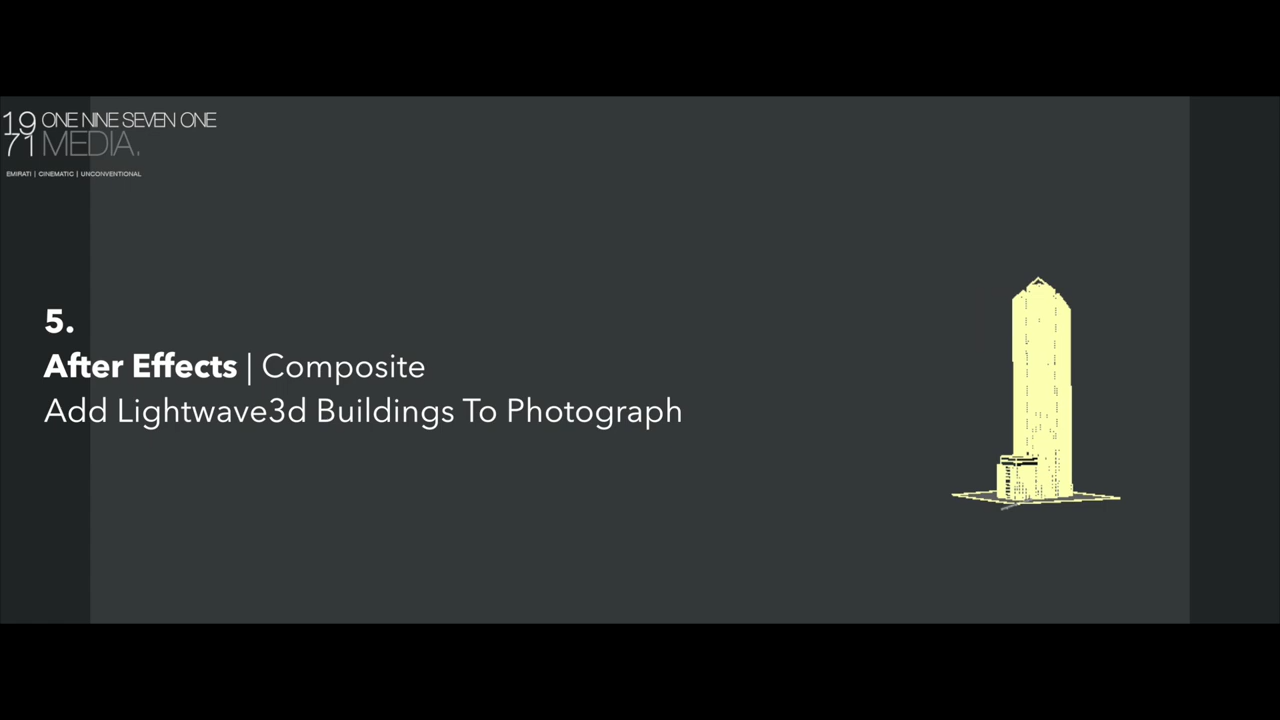 19 ONE NINE SEVEN ONE
71 MEDIA.
EMIRATI | CINEMATIC | UNCONVENTIONAL
5.
After Effects | Composite
Add Lightwave3d Buildings To Photograph